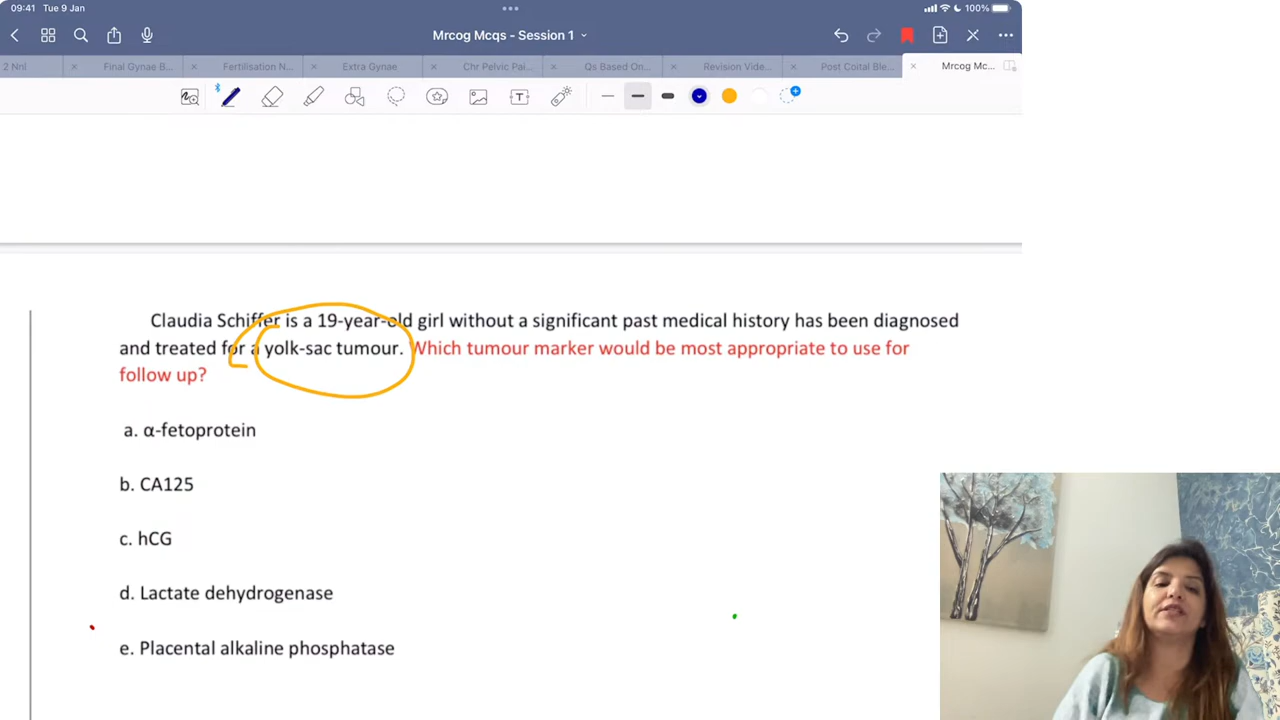 09:41 Tue 9 Jan
100%
Mrcog Mcqs - Session 1
2 Nnl
Final Gynae B...
Fertilisation N...
Extra Gynae
Chr Pelvic Pai...
Qs Based On...
Revision Vide...
Post Coital Ble...
Mrcog Mc...
Claudia Schiffer is a 19-year-old girl without a significant past medical history has been diagnosed
and treated for a yolk-sac tumour. Which tumour marker would be most appropriate to use for
follow up?
a. α-fetoprotein
b. CA125
c. hCG
d. Lactate dehydrogenase
e. Placental alkaline phosphatase